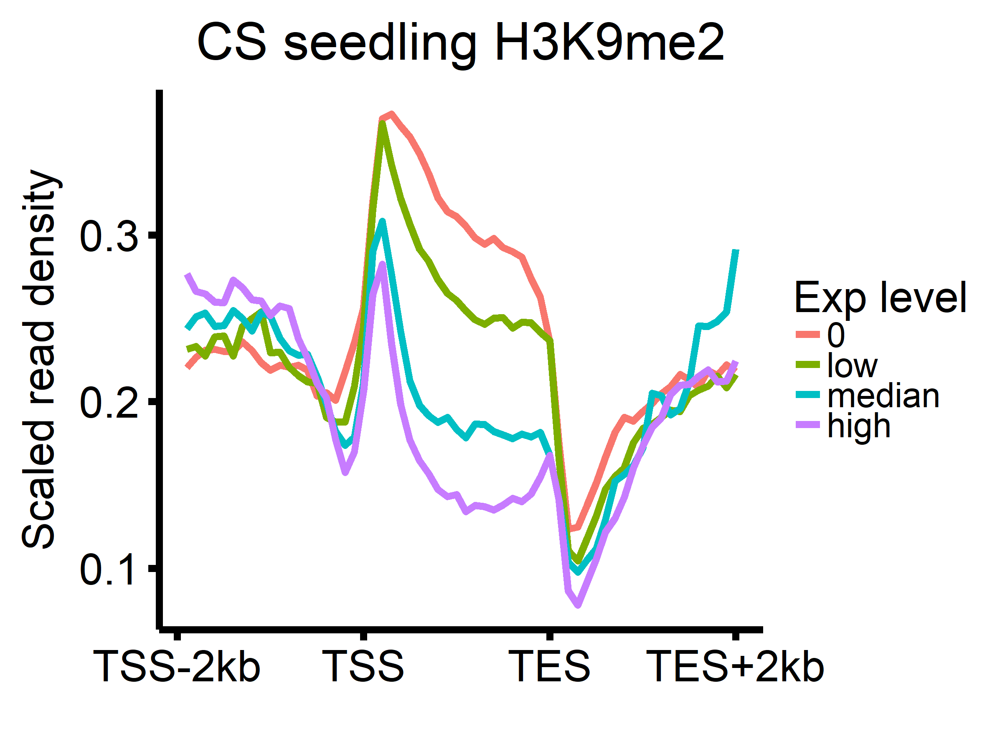 CS seedling H3K9me2
Scaled read density
0.3
0.2
0.1
TSS-2kb
TSS
TES
TES+2kb
Exp level
0
low
median
high